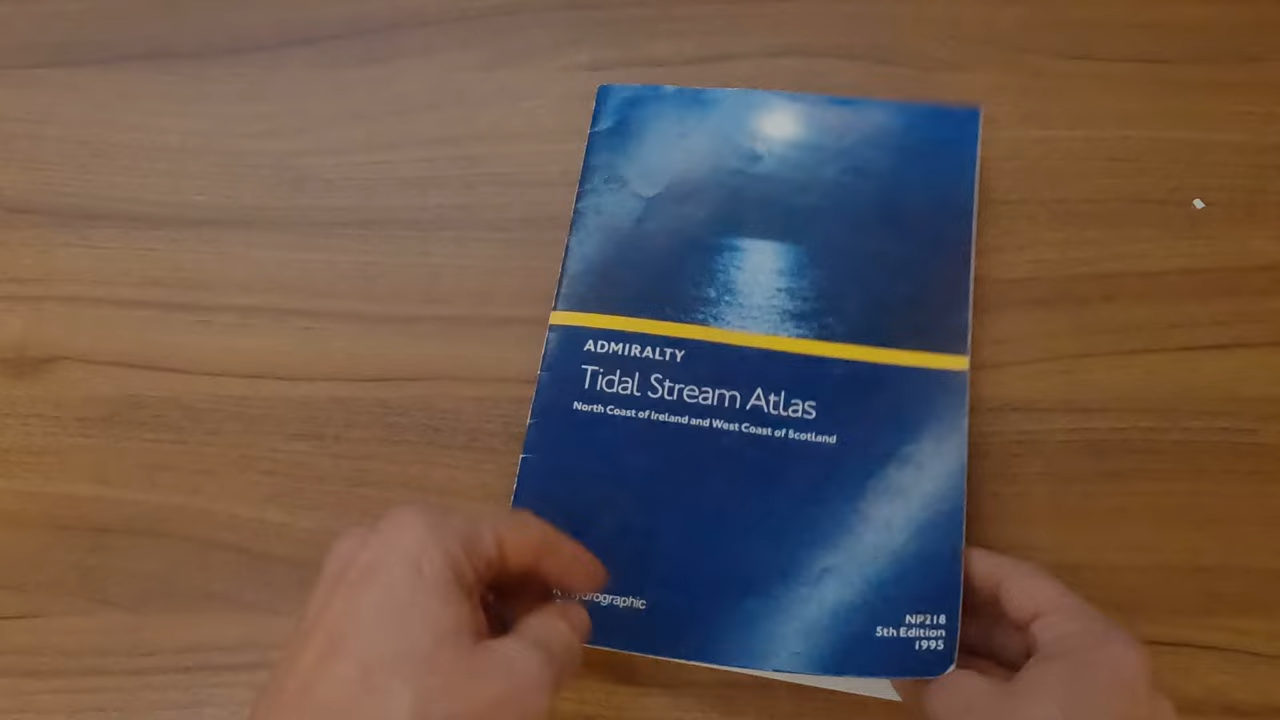 ADMIRALTY
Tidal Stream Atlas
North Coast of Ireland and West Coast of Scotland
NP218
5th Edition
1995